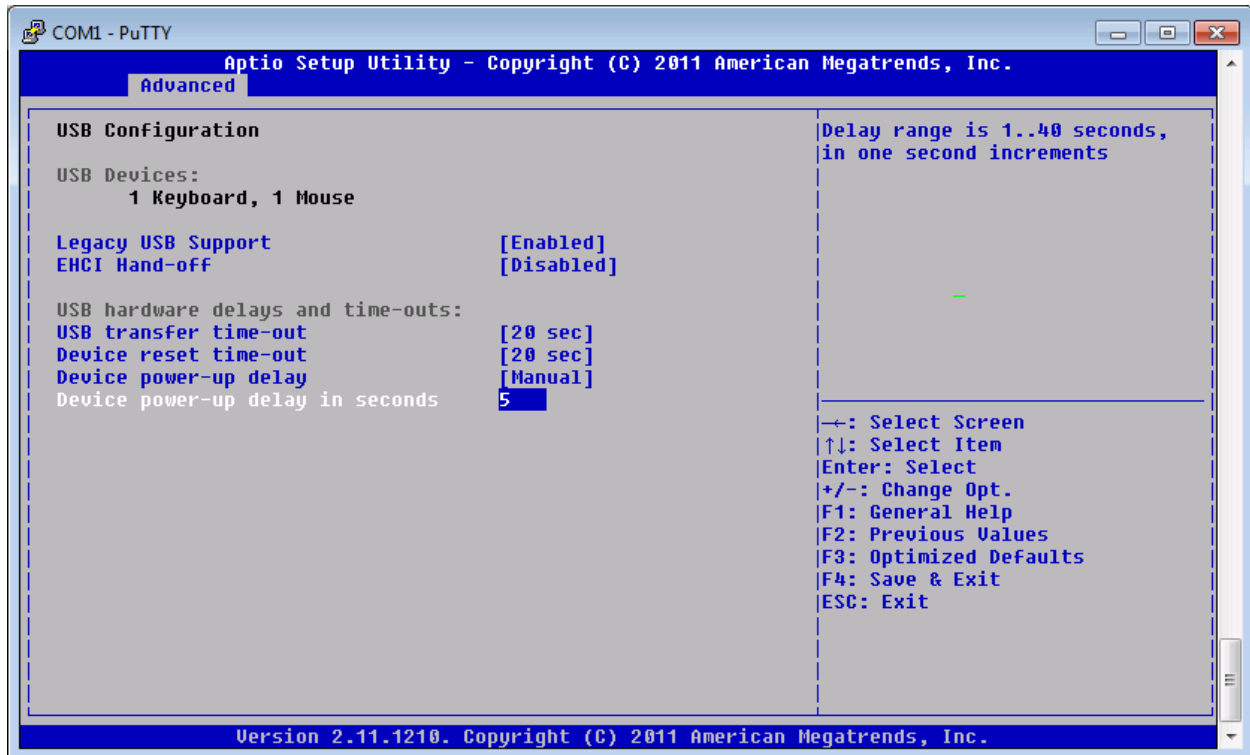 COM1 - PuTTY
Aptio Setup Utility - Copyright (C) 2011 American Megatrends, Inc.
Advanced
USB Configuration
USB Devices:
1 Keyboard, 1 Mouse
Legacy USB Support [Enabled]
EHCI Hand-off [Disabled]
USB hardware delays and time-outs:
USB transfer time-out [20 sec]
Device reset time-out [20 sec]
Device power-up delay [Manual]
Device power-up delay in seconds 5
Delay range is 1..40 seconds,
in one second increments
→←: Select Screen
↑↓: Select Item
Enter: Select
+/-: Change Opt.
F1: General Help
F2: Previous Values
F3: Optimized Defaults
F4: Save & Exit
ESC: Exit
Version 2.11.1210. Copyright (C) 2011 American Megatrends, Inc.